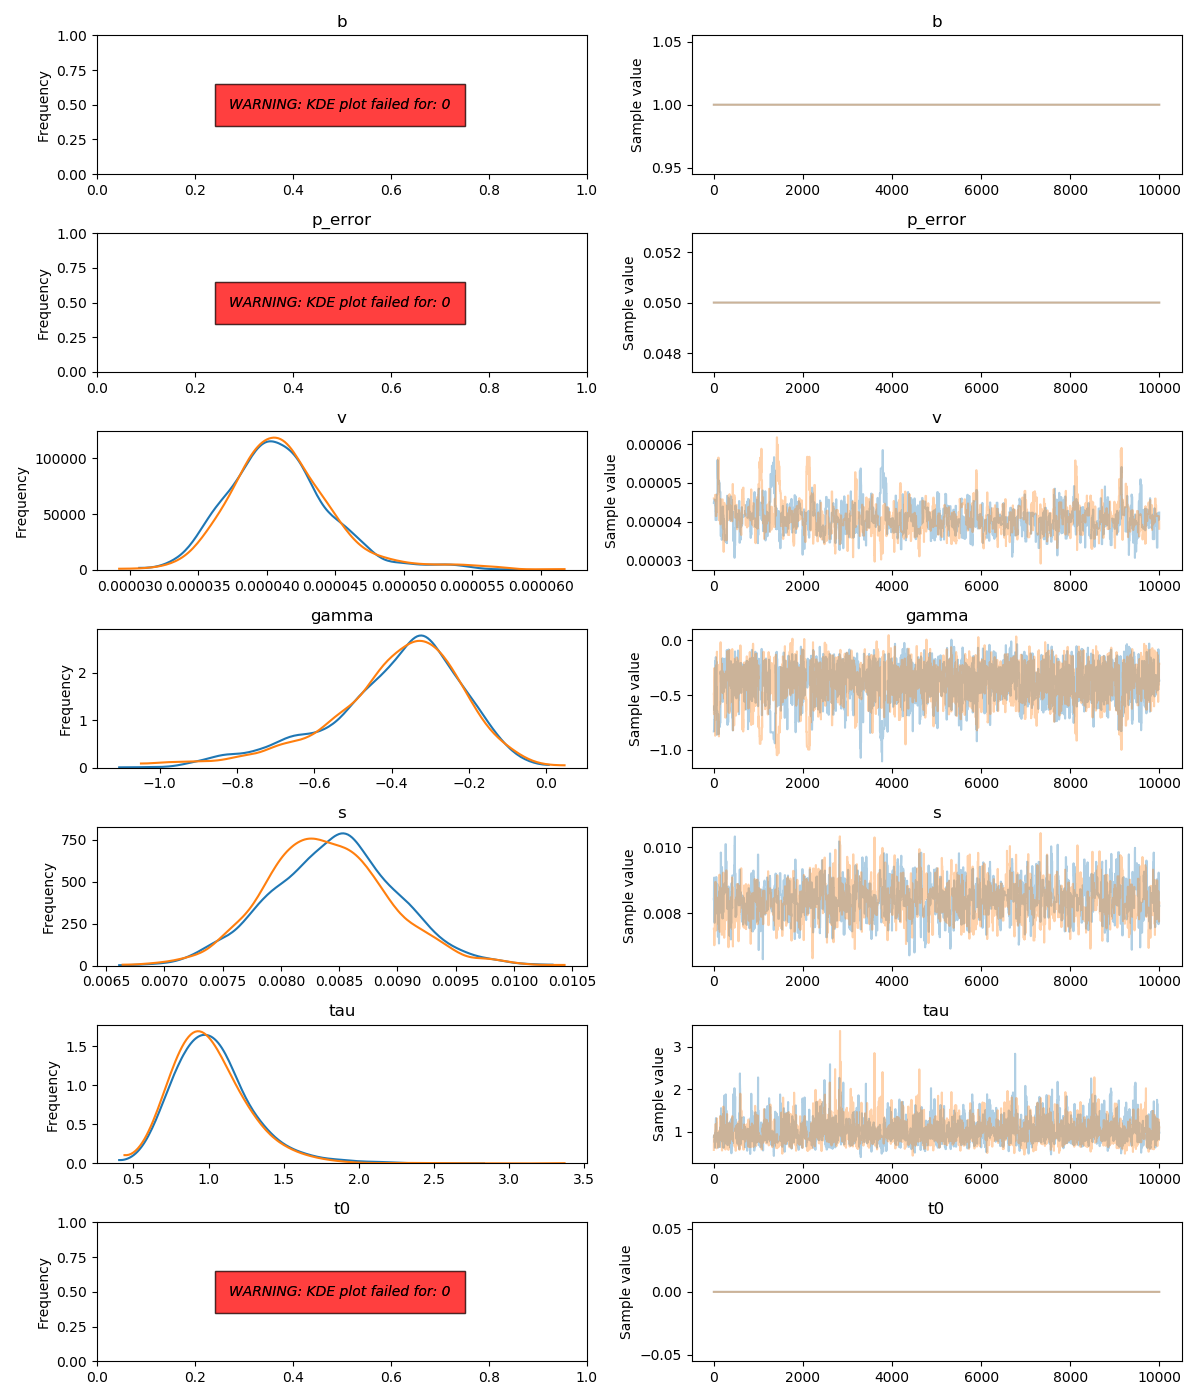 b
1.00
0.75
0.50
0.25
0.00
Frequency
WARNING: KDE plot failed for: 0
0.0 0.2 0.4 0.6 0.8 1.0
b
1.05
1.00
0.95
Sample value
0 2000 4000 6000 8000 10000
p_error
1.00
0.75
0.50
0.25
0.00
Frequency
WARNING: KDE plot failed for: 0
0.0 0.2 0.4 0.6 0.8 1.0
p_error
0.052
0.050
0.048
Sample value
0 2000 4000 6000 8000 10000
v
100000
50000
0
Frequency
0.000030 0.000035 0.000040 0.000045 0.000050 0.000055 0.000060
v
0.00006
0.00005
0.00004
0.00003
Sample value
0 2000 4000 6000 8000 10000
gamma
2
1
0
Frequency
−1.0 −0.8 −0.6 −0.4 −0.2 0.0
gamma
0.0
−0.5
−1.0
Sample value
0 2000 4000 6000 8000 10000
s
750
500
250
0
Frequency
0.0065 0.0070 0.0075 0.0080 0.0085 0.0090 0.0095 0.0100 0.0105
s
0.010
0.008
Sample value
0 2000 4000 6000 8000 10000
tau
1.5
1.0
0.5
0.0
Frequency
0.5 1.0 1.5 2.0 2.5 3.0 3.5
tau
3
2
1
Sample value
0 2000 4000 6000 8000 10000
t0
1.00
0.75
0.50
0.25
0.00
Frequency
WARNING: KDE plot failed for: 0
0.0 0.2 0.4 0.6 0.8 1.0
t0
0.05
0.00
−0.05
Sample value
0 2000 4000 6000 8000 10000